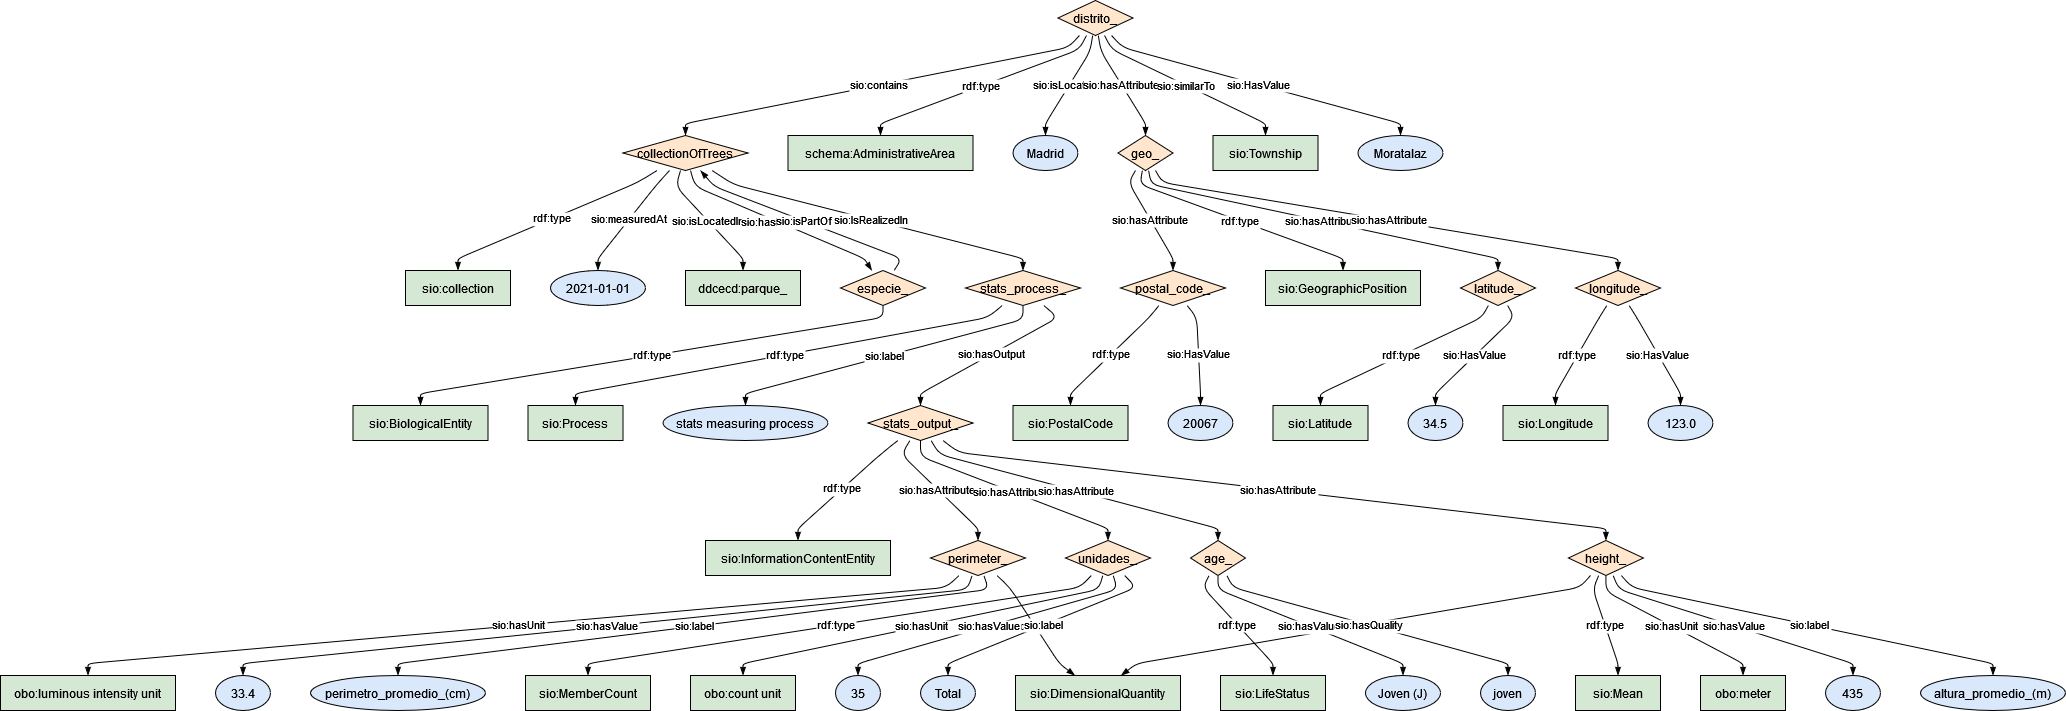 distrito_
sio:contains
rdf:type
sio:isLoca
sio:hasAttribute
sio:similarTo
sio:HasValue
collectionOfTrees
schema:AdministrativeArea
Madrid
geo_
sio:Township
Moratalaz
rdf:type
sio:measuredAt
sio:isLocatedIn
sio:has
sio:isPartOf
sio:IsRealizedIn
sio:hasAttribute
rdf:type
sio:hasAttribu
sio:hasAttribute
sio:collection
2021-01-01
ddcecd:parque_
especie_
stats_process_
postal_code_
sio:GeographicPosition
latitude_
longitude_
rdf:type
rdf:type
sio:label
sio:hasOutput
rdf:type
sio:HasValue
rdf:type
sio:HasValue
rdf:type
sio:HasValue
sio:BiologicalEntity
sio:Process
stats measuring process
stats_output_
sio:PostalCode
20067
sio:Latitude
34.5
sio:Longitude
123.0
rdf:type
sio:hasAttribute
sio:hasAttribu
sio:hasAttribute
sio:hasAttribute
sio:InformationContentEntity
perimeter_
unidades_
age_
height_
sio:hasUnit
sio:hasValue
sio:label
rdf:type
sio:hasUnit
sio:hasValue
sio:label
rdf:type
sio:hasValu
sio:hasQuality
rdf:type
sio:hasUnit
sio:hasValue
sio:label
obo:luminous intensity unit
33.4
perimetro_promedio_(cm)
sio:MemberCount
obo:count unit
35
Total
sio:DimensionalQuantity
sio:LifeStatus
Joven (J)
joven
sio:Mean
obo:meter
435
altura_promedio_(m)